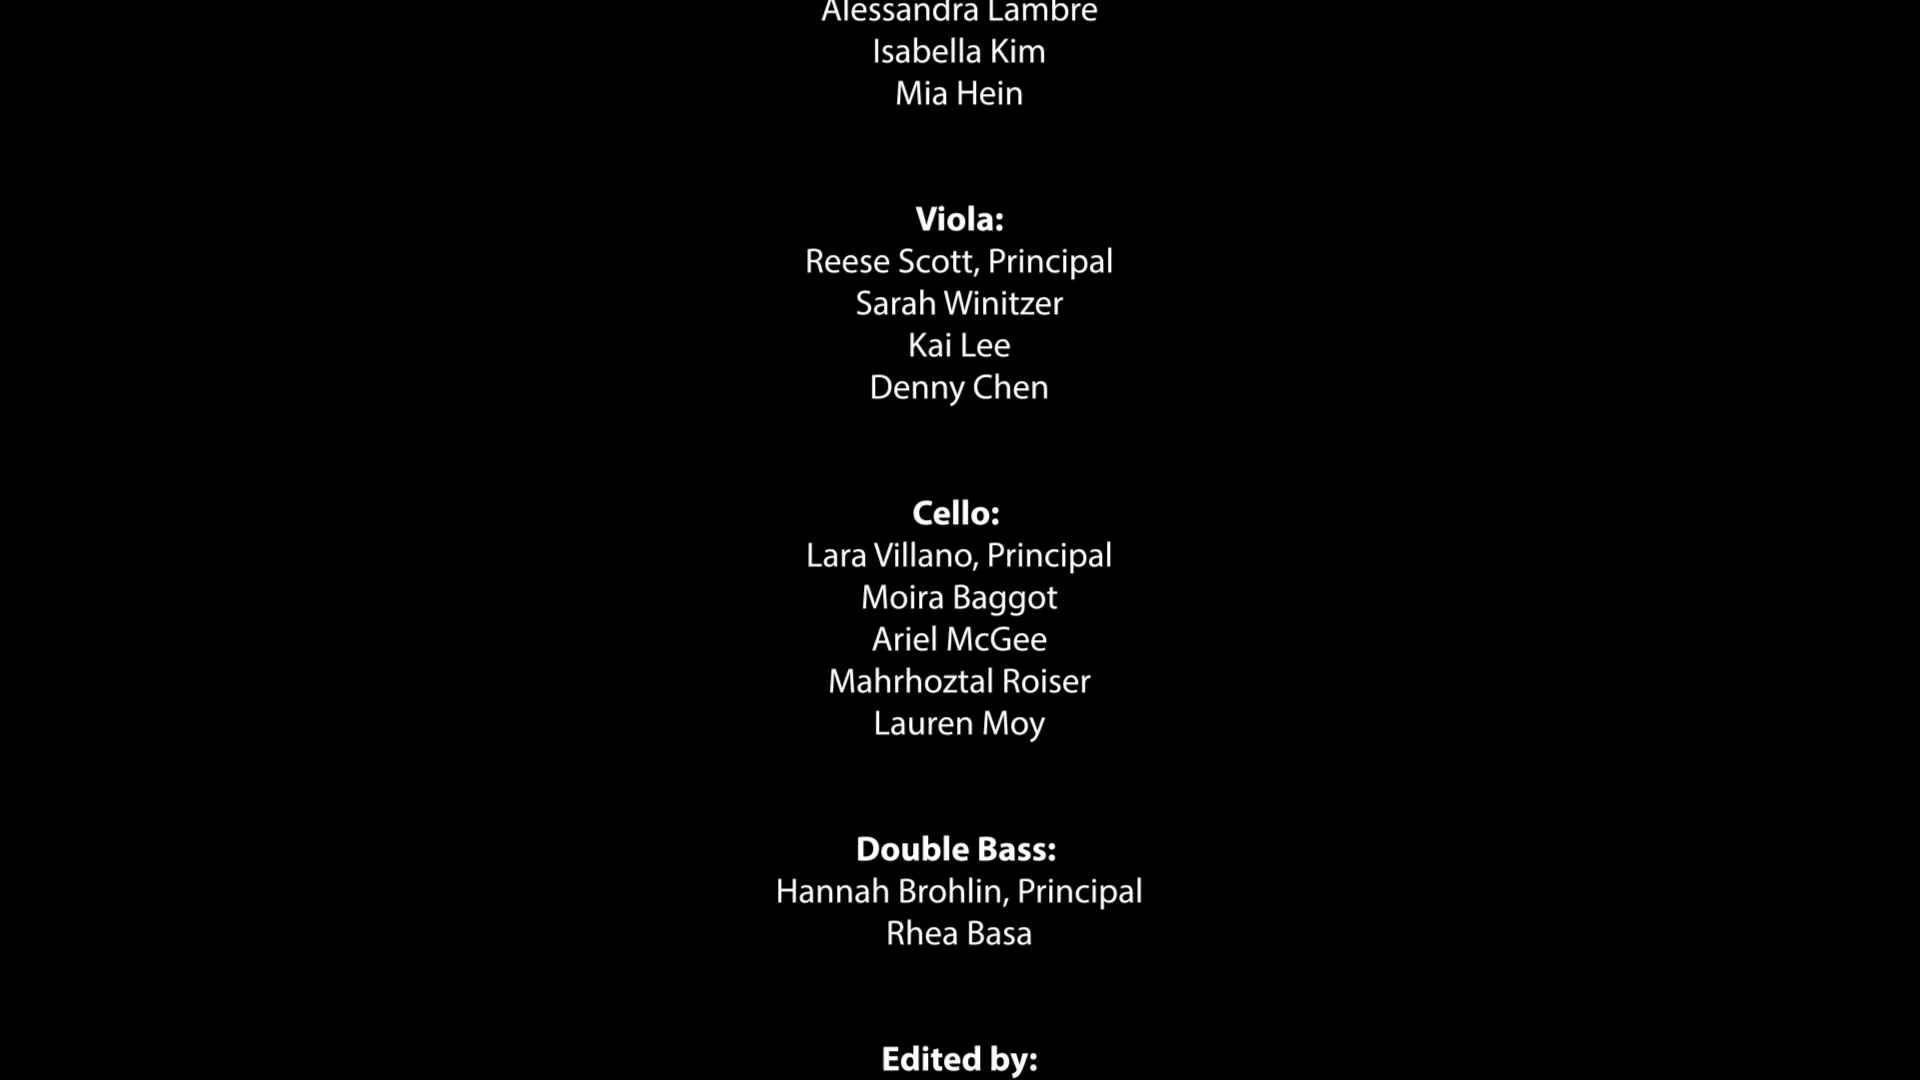 Alessandra Lambre
Isabella Kim
Mia Hein
Viola:
Reese Scott, Principal
Sarah Winitzer
Kai Lee
Denny Chen
Cello:
Lara Villano, Principal
Moira Baggot
Ariel McGee
Mahrhoztal Roiser
Lauren Moy
Double Bass:
Hannah Brohlin, Principal
Rhea Basa
Edited by: